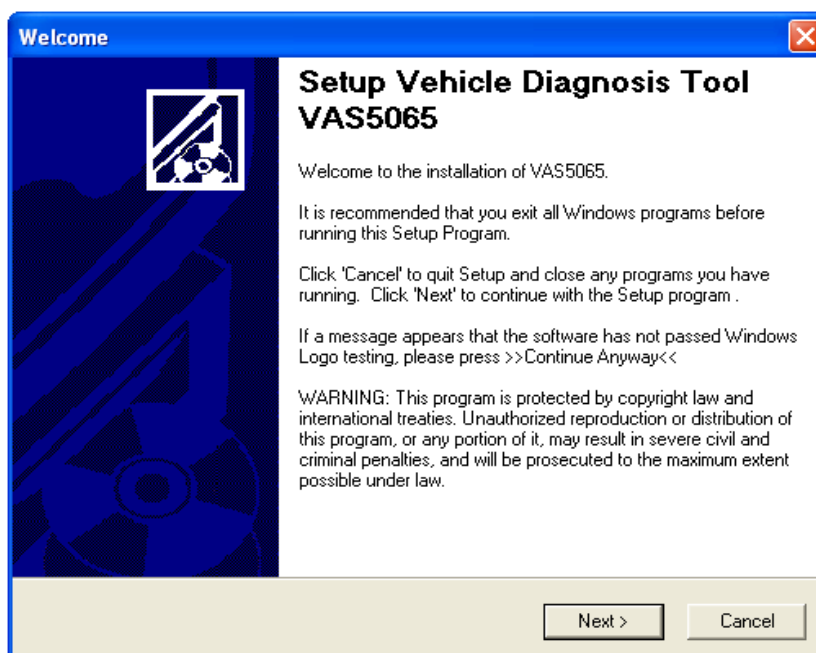 Welcome
Setup Vehicle Diagnosis Tool
VAS5065
Welcome to the installation of VAS5065.
It is recommended that you exit all Windows programs before
running this Setup Program.
Click 'Cancel' to quit Setup and close any programs you have
running.  Click 'Next' to continue with the Setup program .
If a message appears that the software has not passed Windows
Logo testing, please press >>Continue Anyway<<
WARNING: This program is protected by copyright law and
international treaties. Unauthorized reproduction or distribution of
this program, or any portion of it, may result in severe civil and
criminal penalties, and will be prosecuted to the maximum extent
possible under law.
Next >
Cancel